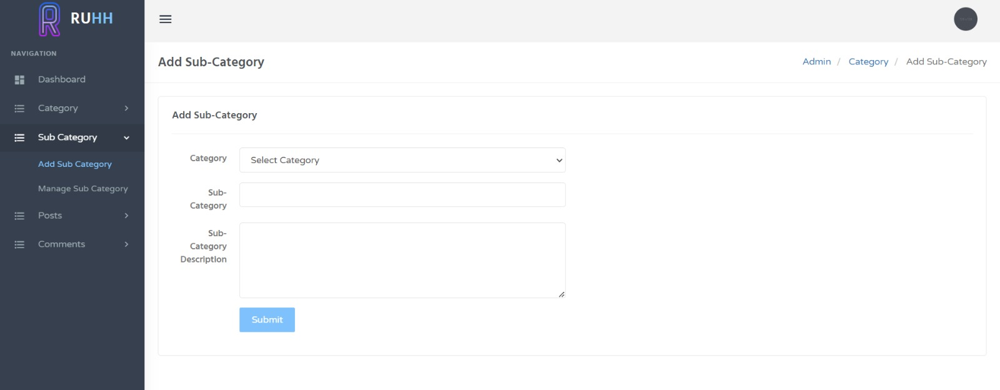 RUHH
NAVIGATION
Dashboard
Category
Sub Category
Add Sub Category
Manage Sub Category
Posts
Comments
Add Sub-Category
Admin / Category / Add Sub-Category
Add Sub-Category
Category
Select Category
Sub-
Category
Sub-
Category
Description
Submit